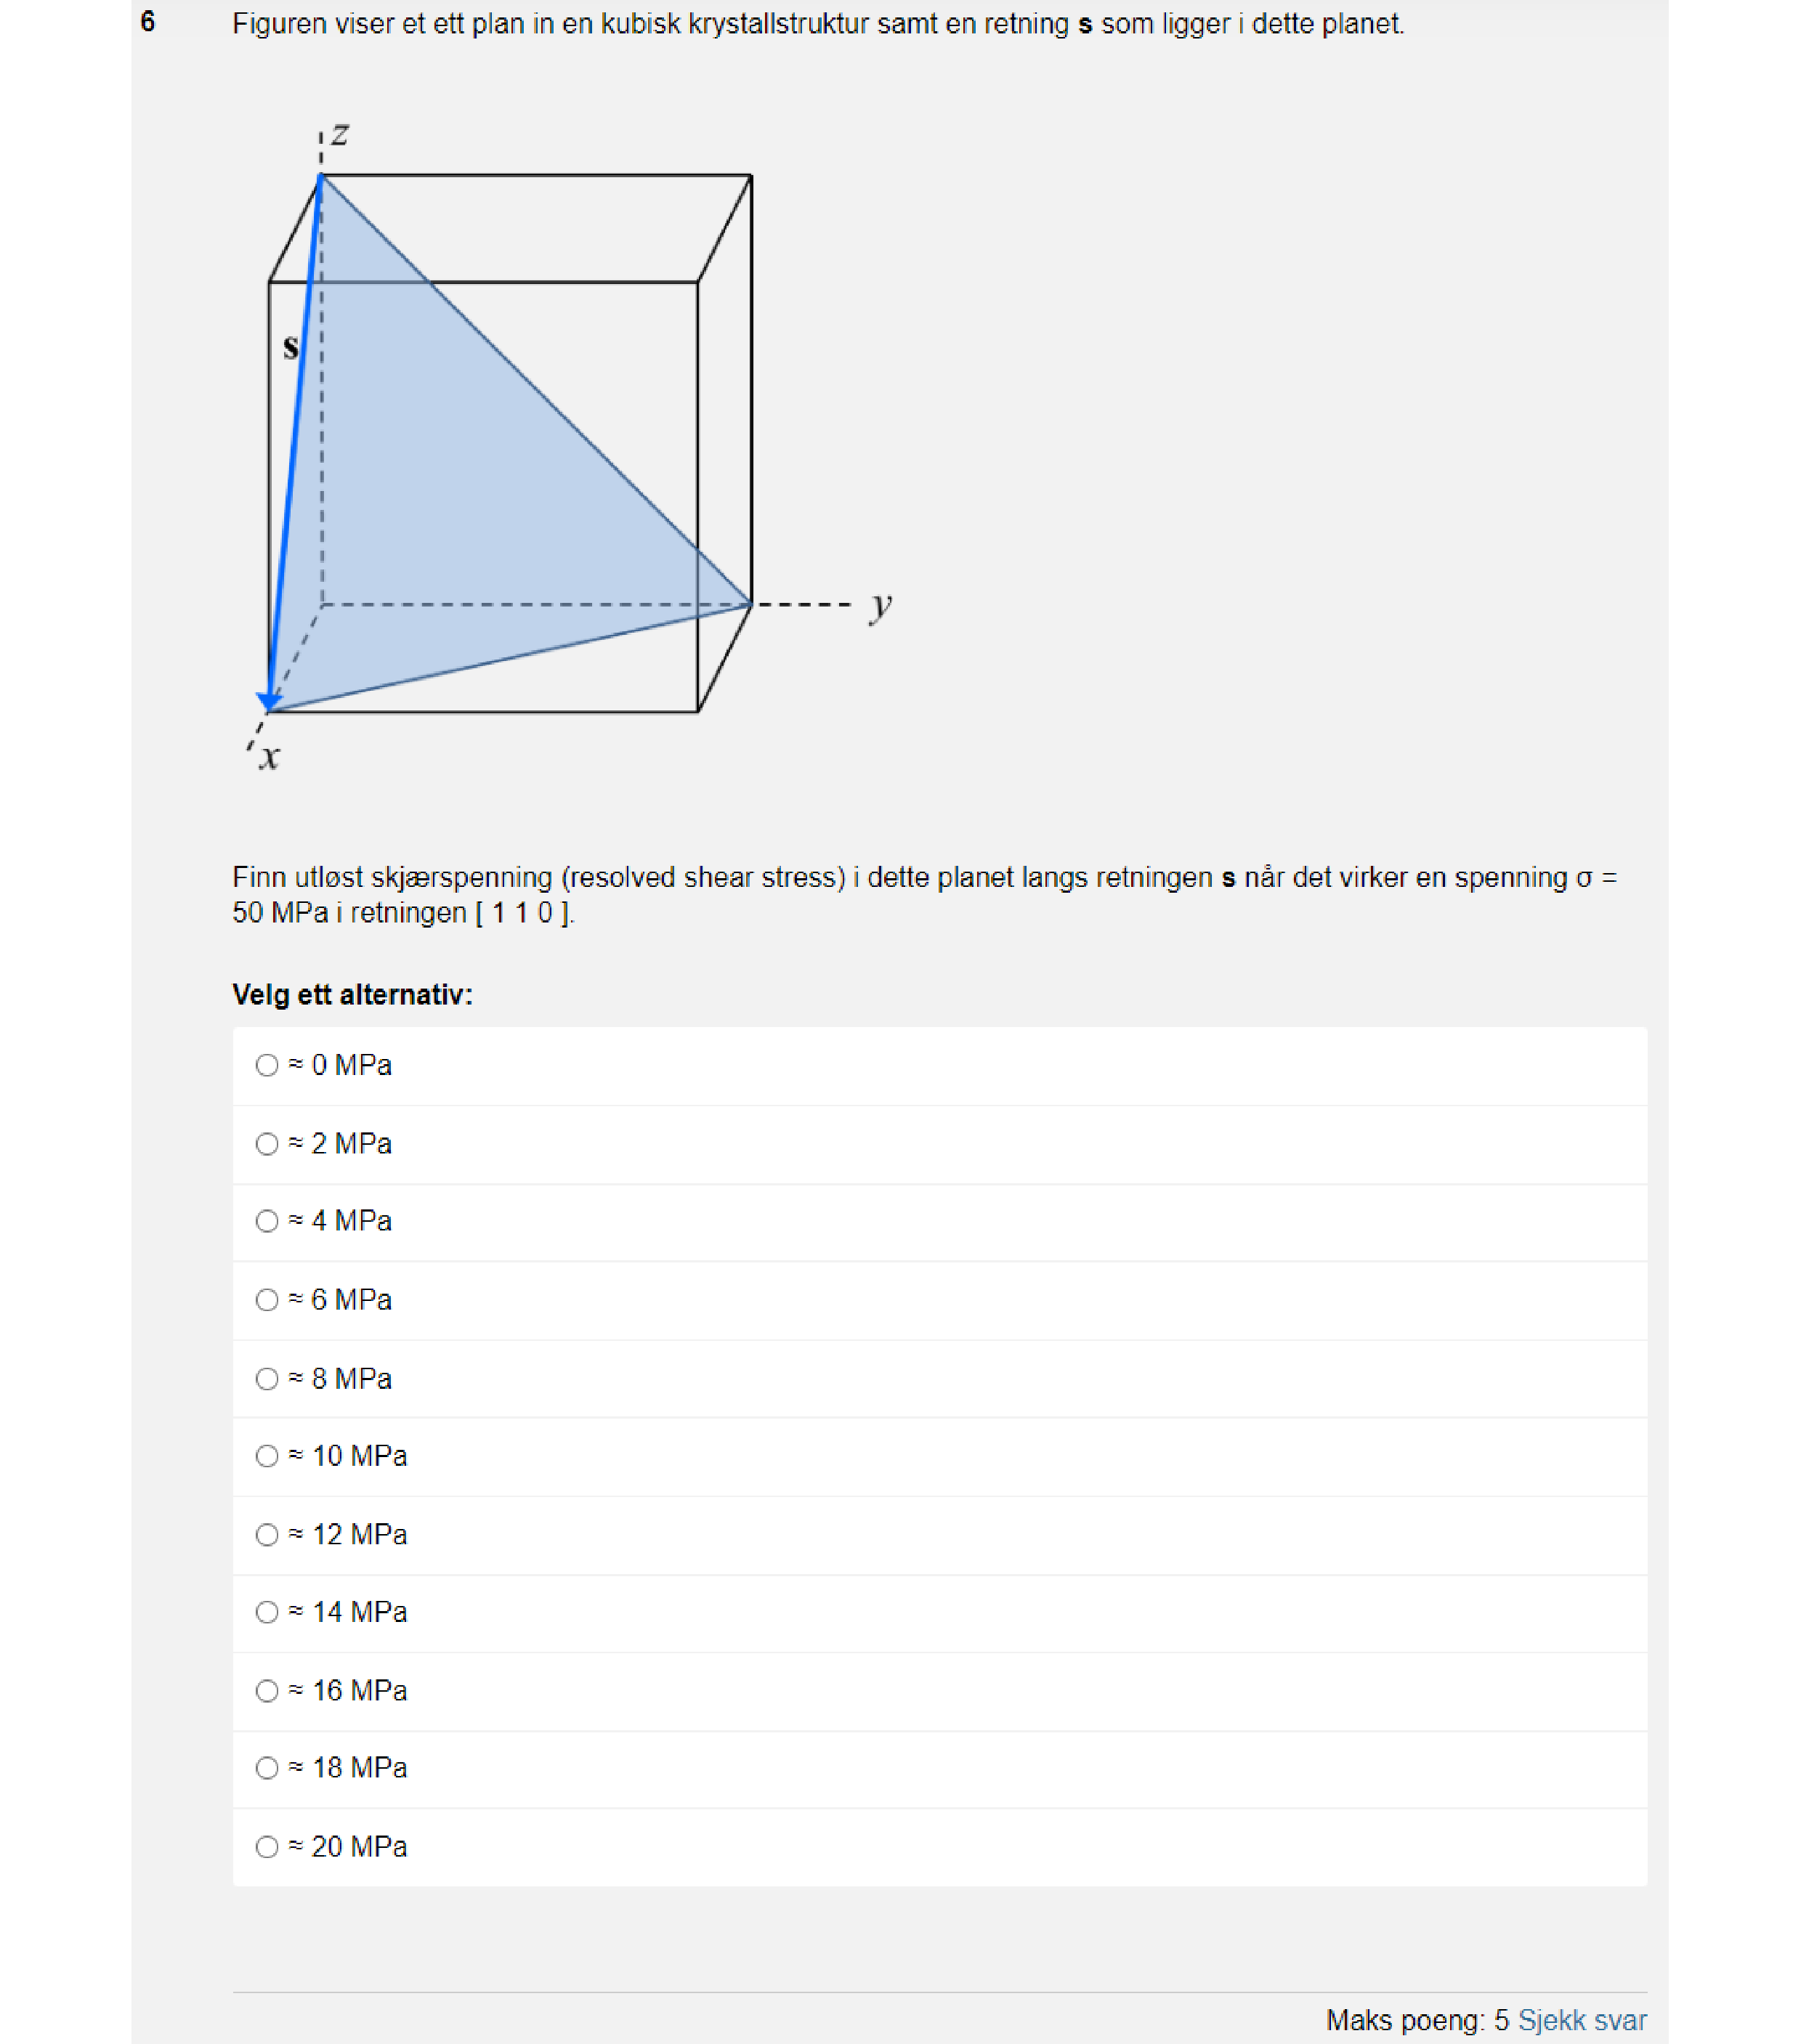 6 Figuren viser et ett plan in en kubisk krystallstruktur samt en retning s som ligger i dette planet.
z
s
y
x
Finn utløst skjærspenning (resolved shear stress) i dette planet langs retningen s når det virker en spenning σ =
50 MPa i retningen [ 1 1 0 ].
Velg ett alternativ:
≈ 0 MPa
≈ 2 MPa
≈ 4 MPa
≈ 6 MPa
≈ 8 MPa
≈ 10 MPa
≈ 12 MPa
≈ 14 MPa
≈ 16 MPa
≈ 18 MPa
≈ 20 MPa
Maks poeng: 5 Sjekk svar